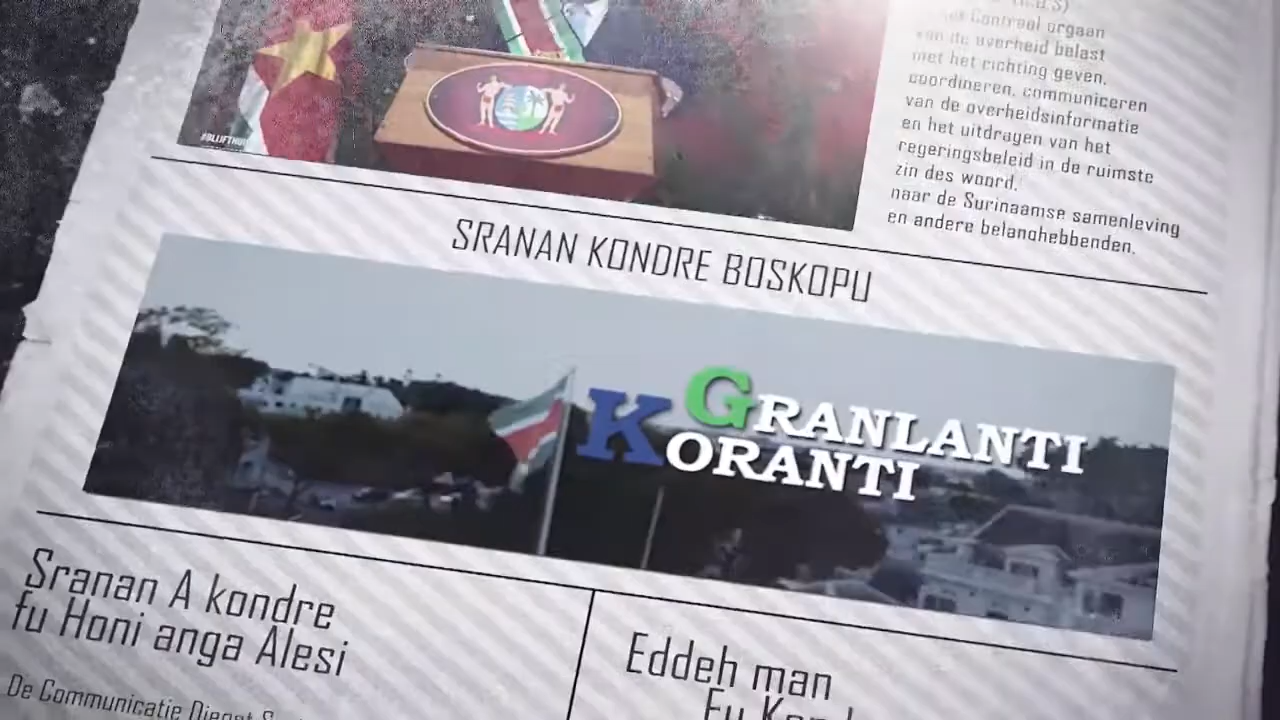 #BLIJFTHUIS
Centraal orgaan
van de overheid belast
met het richting geven,
coordineren, communiceren
van de overheidsinformatie
en het uitdragen van het
regeringsbeleid in de ruimste
zin des woord.
naar de Surinaamse samenleving
en andere belanghebbenden.
SRANAN KONDRE BOSKOPU
GRANLANTI
KORANTI
Sranan A kondre
fu Honi anga Alesi
De Communicatie Dienst
Eddeh man
Fu